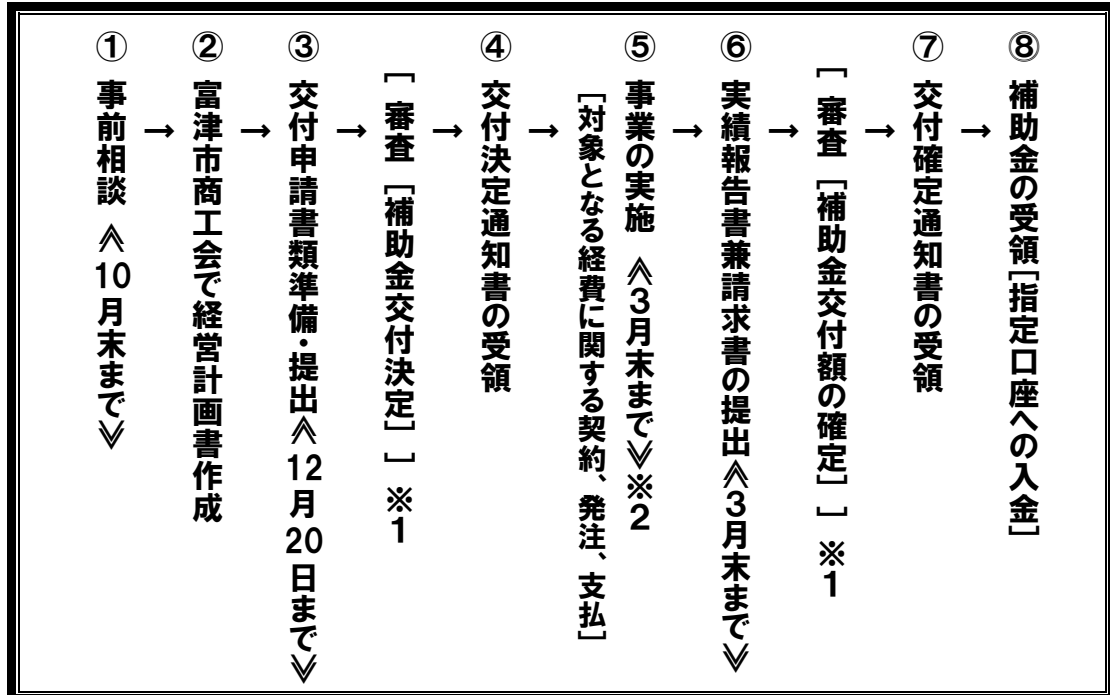 ① 事前相談 《10月末まで》
→
② 富津市商工会で経営計画書作成
→
③ 交付申請書類準備・提出《12月20日まで》
→
[ 審査 [補助金交付決定] ] ※1
→
④ 交付決定通知書の受領
→
⑤ 事業の実施 《3月末まで》※2
[対象となる経費に関する契約、発注、支払]
→
⑥ 実績報告書兼請求書の提出《3月末まで》
→
[ 審査 [補助金交付額の確定] ] ※1
→
⑦ 交付確定通知書の受領
→
⑧ 補助金の受領[指定口座への入金]